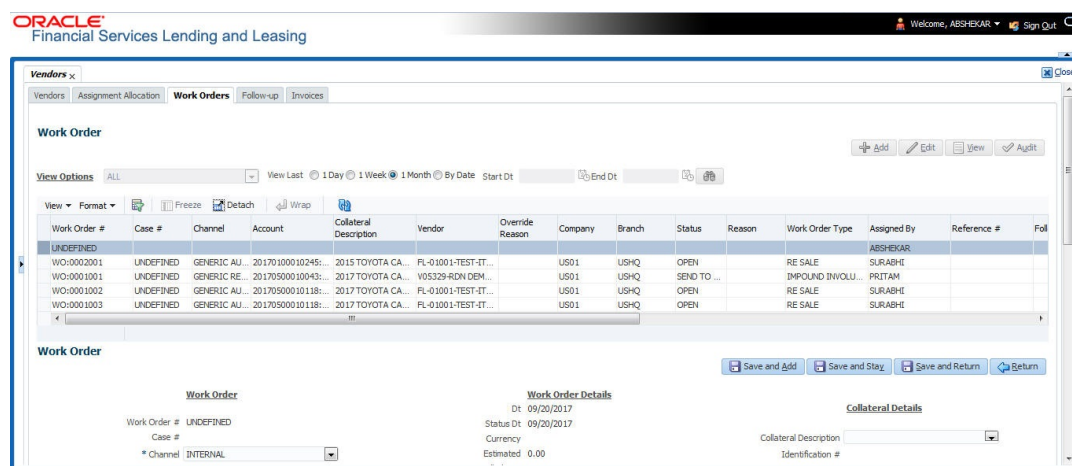 ORACLE
Financial Services Lending and Leasing
Welcome, ABSHEKAR Sign Out
Vendors x
Close
Vendors Assignment Allocation Work Orders Follow-up Invoices
Work Order
Add Edit View Audit
View Options ALL View Last 1 Day 1 Week 1 Month By Date Start Dt End Dt
View Format Freeze Detach Wrap
Work Order # Case # Channel Account Collateral Description Vendor Override Reason Company Branch Status Reason Work Order Type Assigned By Reference # Foll
UNDEFINED ABSHEKAR
WO:0002001 UNDEFINED GENERIC AU... 20170100010245:... 2015 TOYOTA CA... FL-01001-TEST-IT... US01 USHQ OPEN RE SALE SURABHI
WO:0001001 UNDEFINED GENERIC RE... 20170500010043:... 2017 TOYOTA CA... V05329-RDN DEM... US01 USHQ SEND TO ... IMPOUND INVOLU... PRITAM
WO:0001002 UNDEFINED GENERIC AU... 20170500010118:... 2017 TOYOTA CA... FL-01001-TEST-IT... US01 USHQ OPEN RE SALE SURABHI
WO:0001003 UNDEFINED GENERIC AU... 20170500010118:... 2017 TOYOTA CA... FL-01001-TEST-IT... US01 USHQ OPEN RE SALE SURABHI
Work Order
Save and Add Save and Stay Save and Return Return
Work Order
Work Order # UNDEFINED
Case #
* Channel INTERNAL
Work Order Details
Dt 09/20/2017
Status Dt 09/20/2017
Currency
Estimated 0.00
Collateral Details
Collateral Description
Identification #